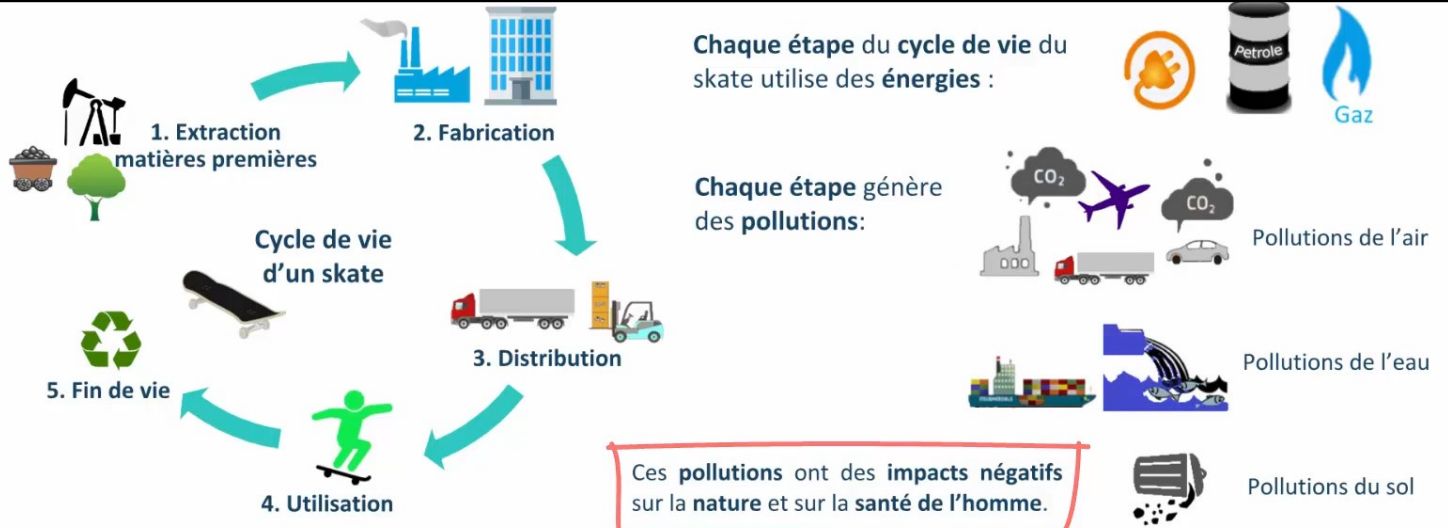 1. Extraction
matières premières
2. Fabrication
3. Distribution
4. Utilisation
5. Fin de vie
Cycle de vie
d'un skate
Chaque étape du cycle de vie du
skate utilise des énergies :
Petrole
Gaz
Chaque étape génère
des pollutions:
CO₂
CO₂
Pollutions de l'air
Pollutions de l'eau
Pollutions du sol
Ces pollutions ont des impacts négatifs
sur la nature et sur la santé de l'homme.